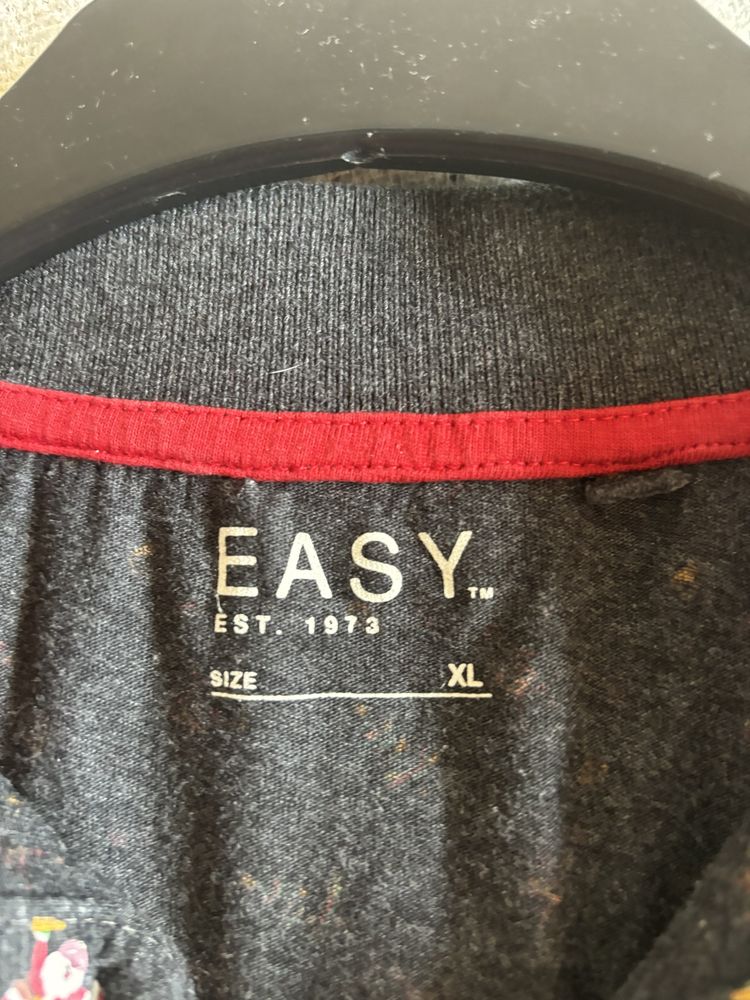 EASY™
EST. 1973
SIZE XL